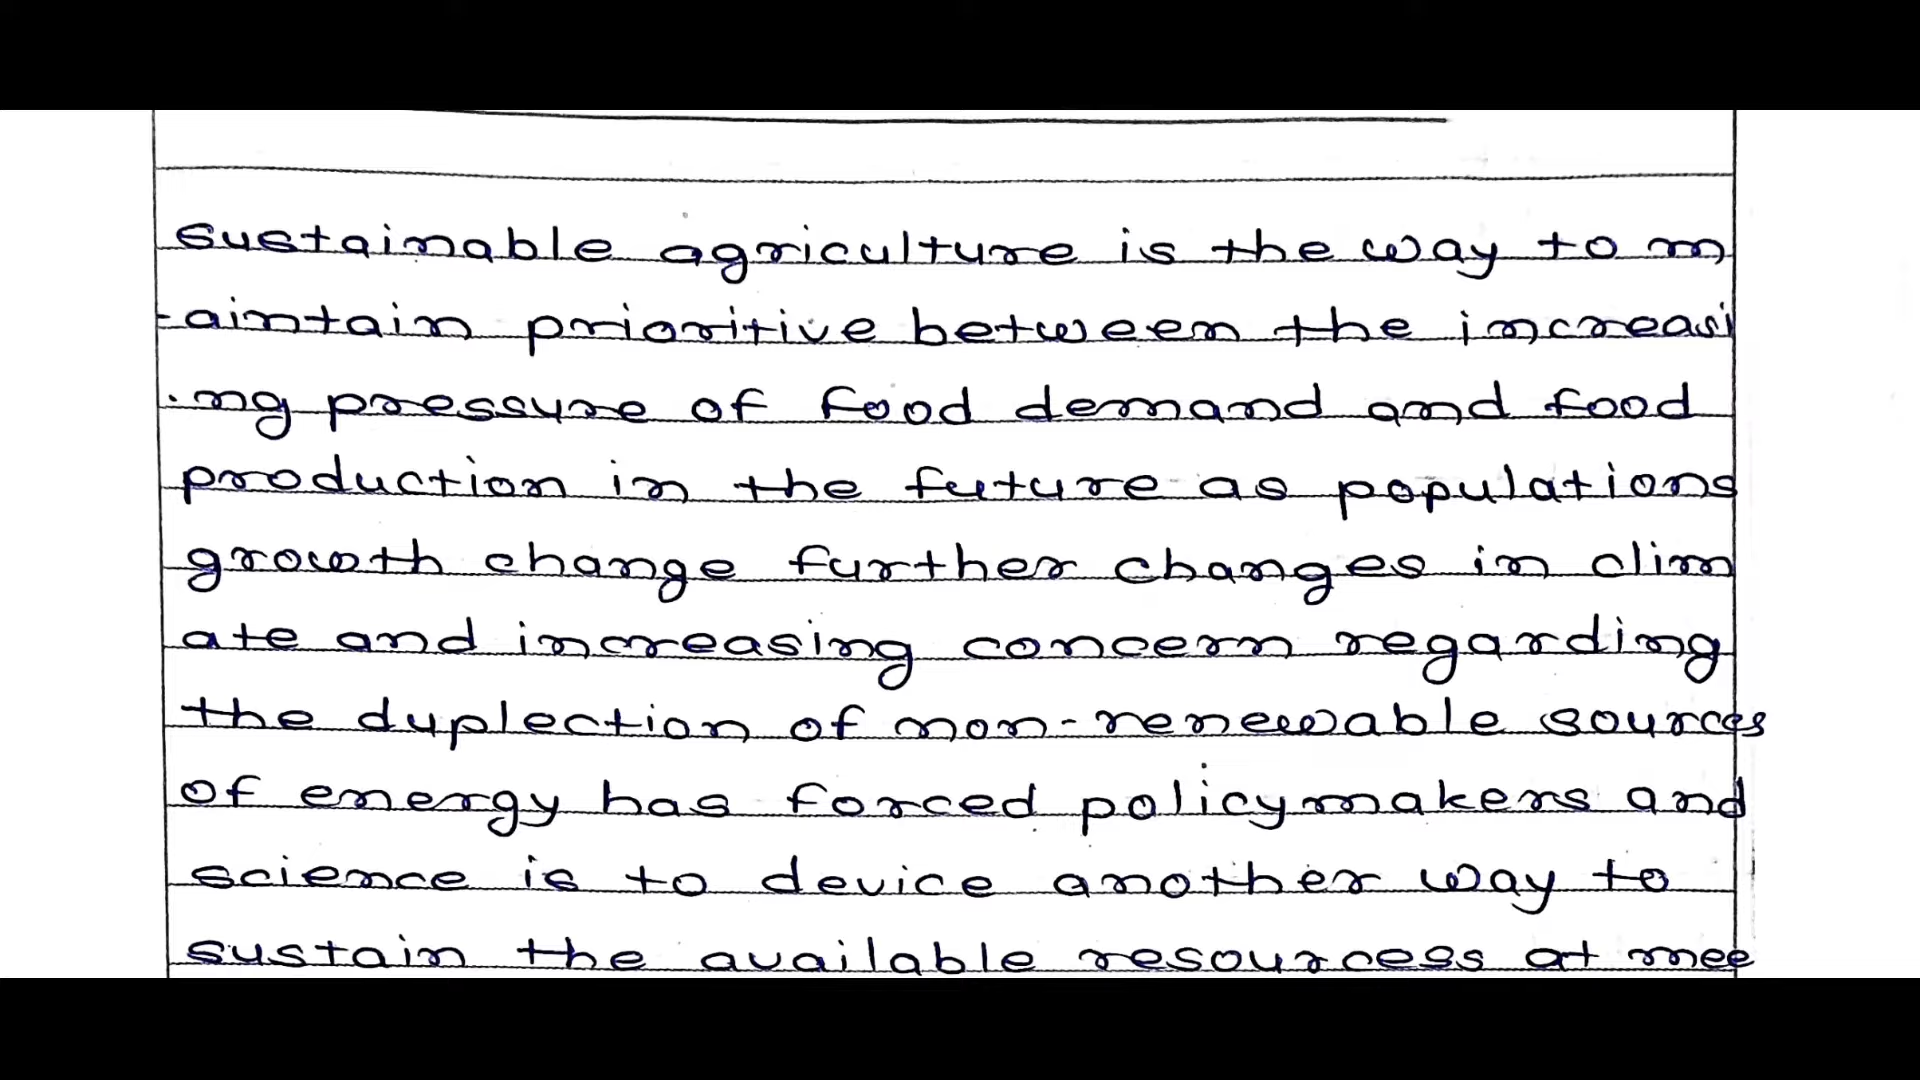 sustainable agriculture is the way to m
-aintain prioritive between the increasi
.ng pressure of food demand and food
production in the future as populations
growth change further changes in clim
ate and increasing concern regarding
the duplection of non-renewable sources
of energy has forced policymakers and
science is to device another way to
sustain the available resourcess at mee